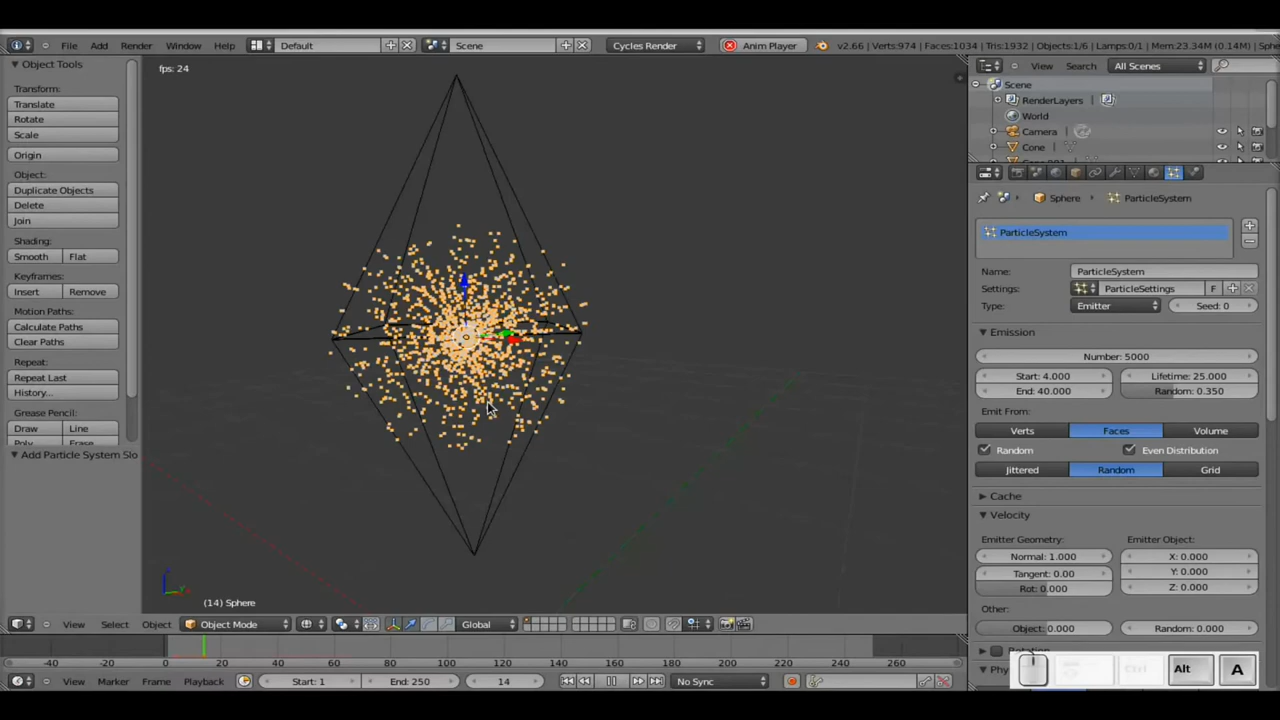 File Add Render Window Help Default Scene Cycles Render Anim Player v2.66 | Verts:974 | Faces:1034 | Tris:1932 | Objects:1/6 | Lamps:0/1 | Mem:23.34M (0.14M) | Sphe
Object Tools
Transform:
Translate
Rotate
Scale
Origin
Object:
Duplicate Objects
Delete
Join
Shading:
Smooth Flat
Keyframes:
Insert Remove
Motion Paths:
Calculate Paths
Clear Paths
Repeat:
Repeat Last
History...
Grease Pencil:
Draw Line
Poly Erase
Add Particle System Slo
fps: 24
(14) Sphere
View Select Object Object Mode Global
-40 -20 0 20 40 60 80 100 120 140 160 180 200 220 240 260
View Marker Frame Playback Start: 1 End: 250 14 No Sync
View Search All Scenes
Scene
RenderLayers
World
Camera
Cone
Sphere ParticleSystem
ParticleSystem
Name: ParticleSystem
Settings: ParticleSettings F
Type: Emitter Seed: 0
Emission
Number: 5000
Start: 4.000 Lifetime: 25.000
End: 40.000 Random: 0.350
Emit From:
Verts Faces Volume
Random Even Distribution
Jittered Random Grid
Cache
Velocity
Emitter Geometry: Emitter Object:
Normal: 1.000 X: 0.000
Tangent: 0.00 Y: 0.000
Rot: 0.000 Z: 0.000
Other:
Object: 0.000 Random: 0.000
Rotation
Phy
Ctrl Alt A